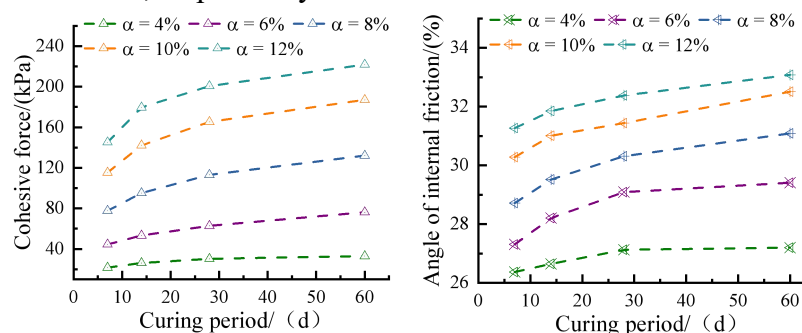 α = 4% α = 6% α = 8%
α = 10% α = 12%
Cohesive force/(kPa)
240
200
160
120
80
40
0 10 20 30 40 50 60
Curing period/（d）
α = 4% α = 6% α = 8%
α = 10% α = 12%
Angle of internal friction/(%)
34
32
30
28
26
0 10 20 30 40 50 60
Curing period/（d）